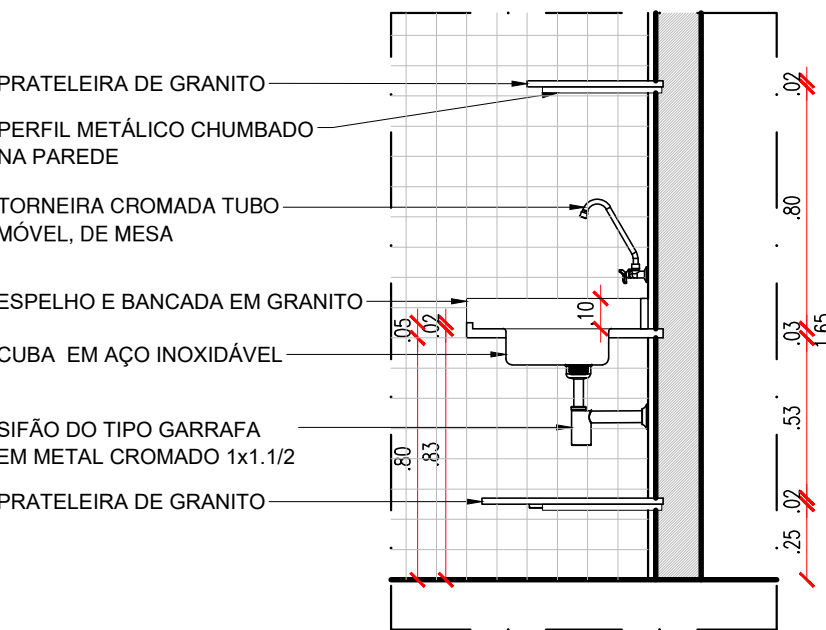 PRATELEIRA DE GRANITO
PERFIL METÁLICO CHUMBADO
NA PAREDE
TORNEIRA CROMADA TUBO
MÓVEL, DE MESA
ESPELHO E BANCADA EM GRANITO
CUBA EM AÇO INOXIDÁVEL
SIFÃO DO TIPO GARRAFA
EM METAL CROMADO 1x1.1/2
PRATELEIRA DE GRANITO
.05
.02
.80
.83
.10
.02
.80
.03
.53
.02
.25
1.65